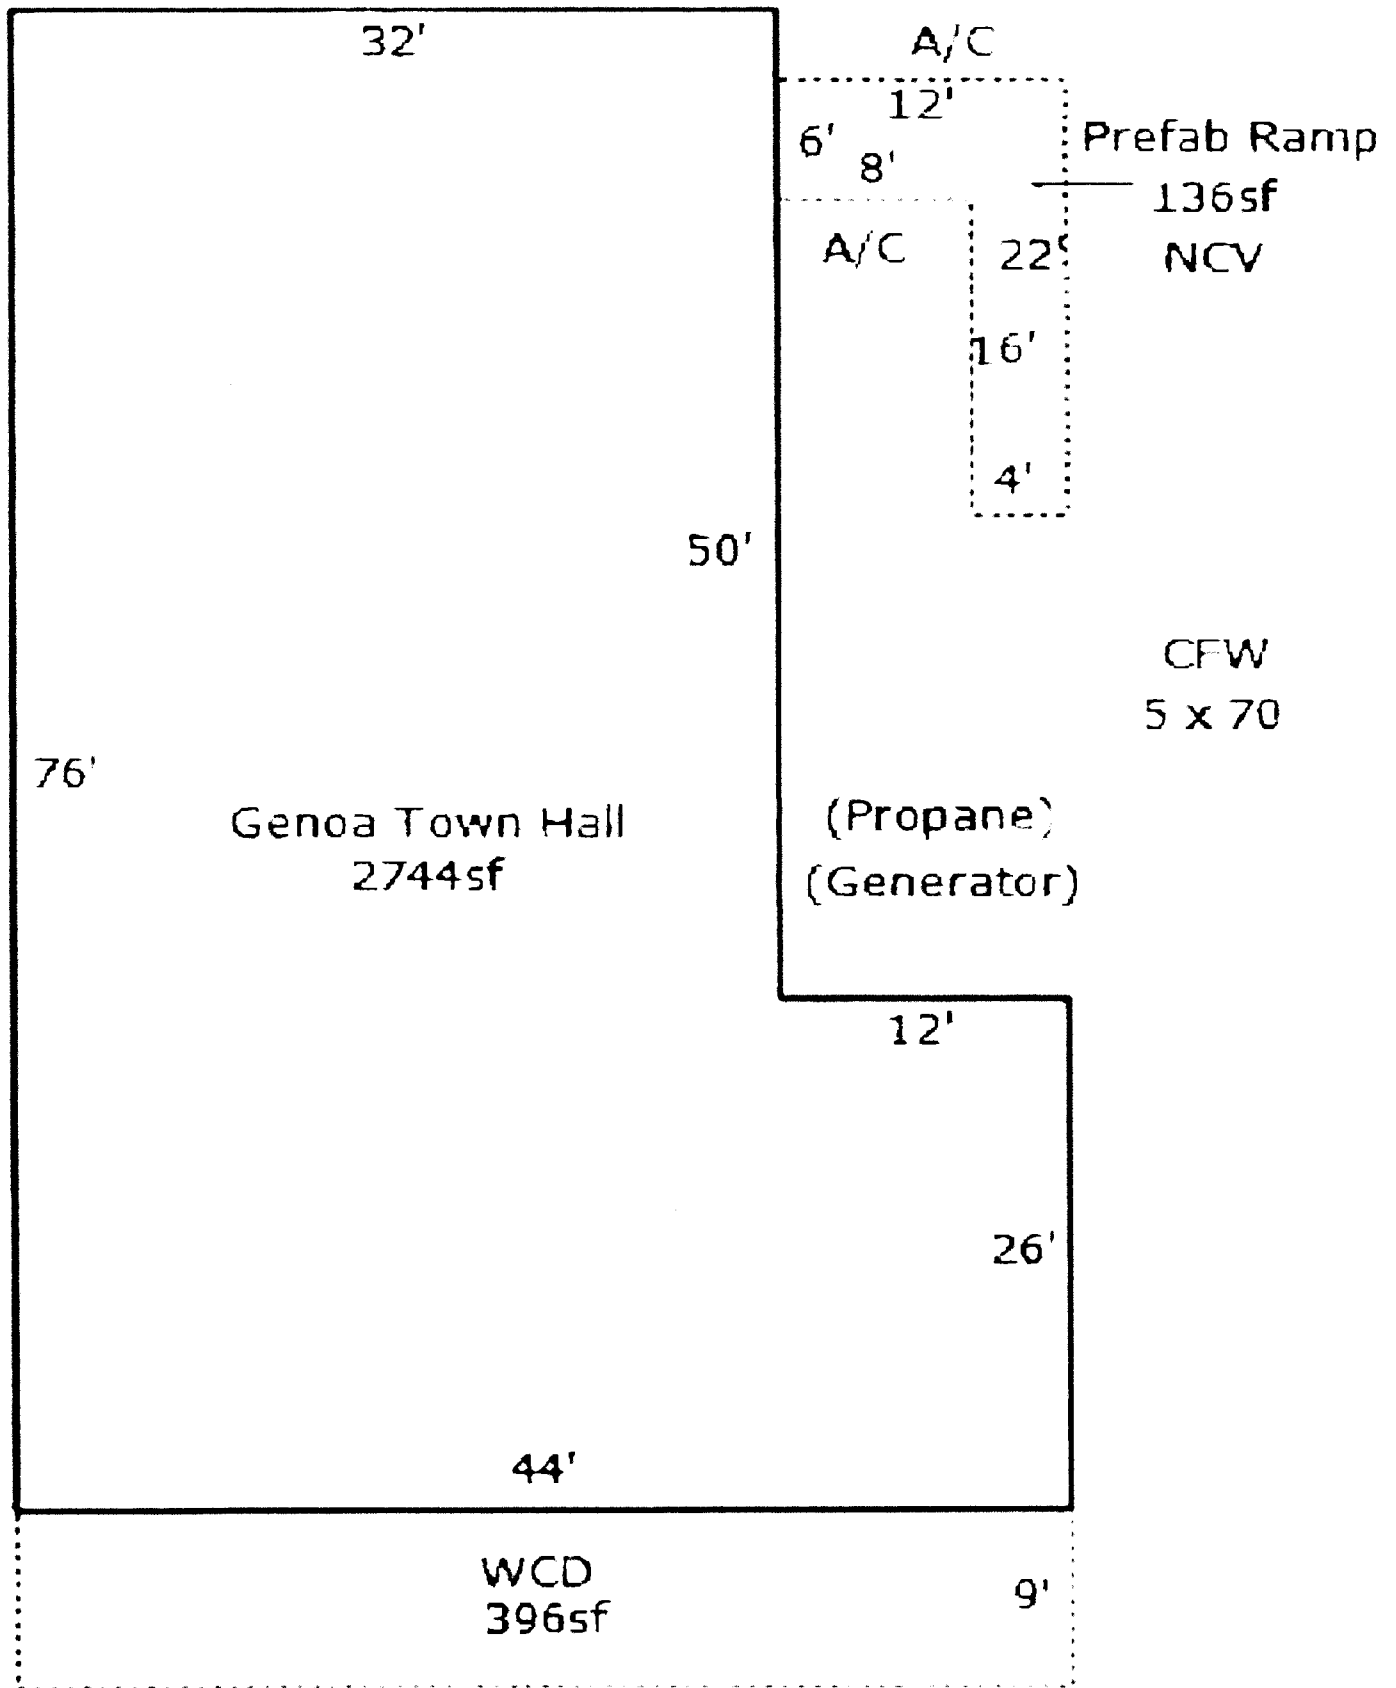 32'
A/C
12'
6'
8'
Prefab Ramp
136sf
NCV
A/C
22'
16'
4'
50'
CFW
5 x 70
76'
Genoa Town Hall
2744sf
(Propane)
(Generator)
12'
26'
44'
WCD
396sf
9'